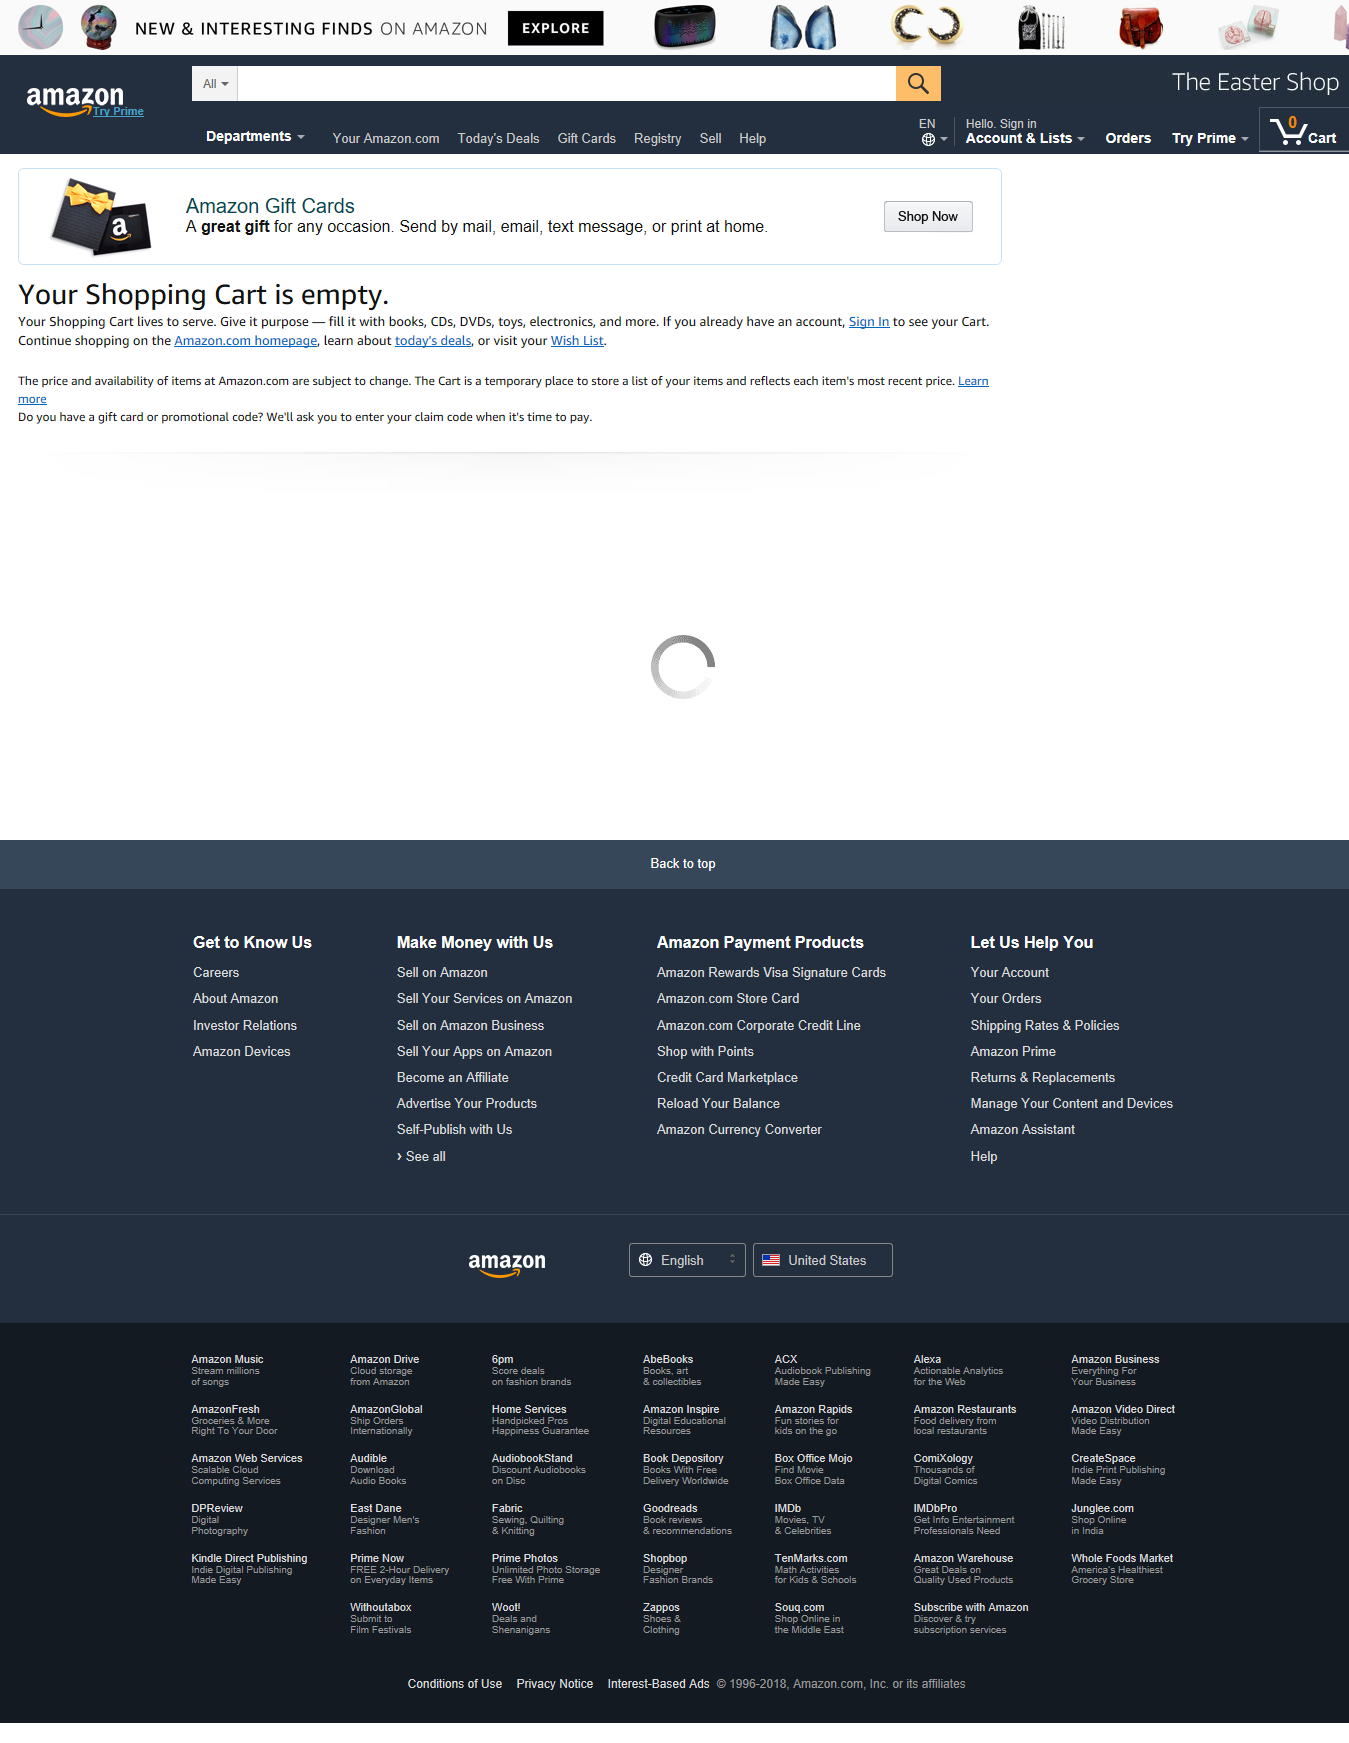 NEW & INTERESTING FINDS ON AMAZON
EXPLORE
amazon
Try Prime
All
The Easter Shop
Departments
Your Amazon.com
Today's Deals
Gift Cards
Registry
Sell
Help
EN
Hello. Sign in
Account & Lists
Orders
Try Prime
0
Cart
Amazon Gift Cards
A great gift for any occasion. Send by mail, email, text message, or print at home.
Shop Now
Your Shopping Cart is empty.
Your Shopping Cart lives to serve. Give it purpose — fill it with books, CDs, DVDs, toys, electronics, and more. If you already have an account, Sign In to see your Cart.
Continue shopping on the Amazon.com homepage, learn about today's deals, or visit your Wish List.
The price and availability of items at Amazon.com are subject to change. The Cart is a temporary place to store a list of your items and reflects each item's most recent price. Learn
more
Do you have a gift card or promotional code? We'll ask you to enter your claim code when it's time to pay.
Back to top
Get to Know Us
Careers
About Amazon
Investor Relations
Amazon Devices
Make Money with Us
Sell on Amazon
Sell Your Services on Amazon
Sell on Amazon Business
Sell Your Apps on Amazon
Become an Affiliate
Advertise Your Products
Self-Publish with Us
› See all
Amazon Payment Products
Amazon Rewards Visa Signature Cards
Amazon.com Store Card
Amazon.com Corporate Credit Line
Shop with Points
Credit Card Marketplace
Reload Your Balance
Amazon Currency Converter
Let Us Help You
Your Account
Your Orders
Shipping Rates & Policies
Amazon Prime
Returns & Replacements
Manage Your Content and Devices
Amazon Assistant
Help
amazon
English
United States
Amazon Music
Stream millions
of songs
Amazon Drive
Cloud storage
from Amazon
6pm
Score deals
on fashion brands
AbeBooks
Books, art
& collectibles
ACX
Audiobook Publishing
Made Easy
Alexa
Actionable Analytics
for the Web
Amazon Business
Everything For
Your Business
AmazonFresh
Groceries & More
Right To Your Door
AmazonGlobal
Ship Orders
Internationally
Home Services
Handpicked Pros
Happiness Guarantee
Amazon Inspire
Digital Educational
Resources
Amazon Rapids
Fun stories for
kids on the go
Amazon Restaurants
Food delivery from
local restaurants
Amazon Video Direct
Video Distribution
Made Easy
Amazon Web Services
Scalable Cloud
Computing Services
Audible
Download
Audio Books
AudiobookStand
Discount Audiobooks
on Disc
Book Depository
Books With Free
Delivery Worldwide
Box Office Mojo
Find Movie
Box Office Data
ComiXology
Thousands of
Digital Comics
CreateSpace
Indie Print Publishing
Made Easy
DPReview
Digital
Photography
East Dane
Designer Men's
Fashion
Fabric
Sewing, Quilting
& Knitting
Goodreads
Book reviews
& recommendations
IMDb
Movies, TV
& Celebrities
IMDbPro
Get Info Entertainment
Professionals Need
Junglee.com
Shop Online
in India
Kindle Direct Publishing
Indie Digital Publishing
Made Easy
Prime Now
FREE 2-Hour Delivery
on Everyday Items
Prime Photos
Unlimited Photo Storage
Free With Prime
Shopbop
Designer
Fashion Brands
TenMarks.com
Math Activities
for Kids & Schools
Amazon Warehouse
Great Deals on
Quality Used Products
Whole Foods Market
America's Healthiest
Grocery Store
Withoutabox
Submit to
Film Festivals
Woot!
Deals and
Shenanigans
Zappos
Shoes &
Clothing
Souq.com
Shop Online in
the Middle East
Subscribe with Amazon
Discover & try
subscription services
Conditions of Use
Privacy Notice
Interest-Based Ads
© 1996-2018, Amazon.com, Inc. or its affiliates